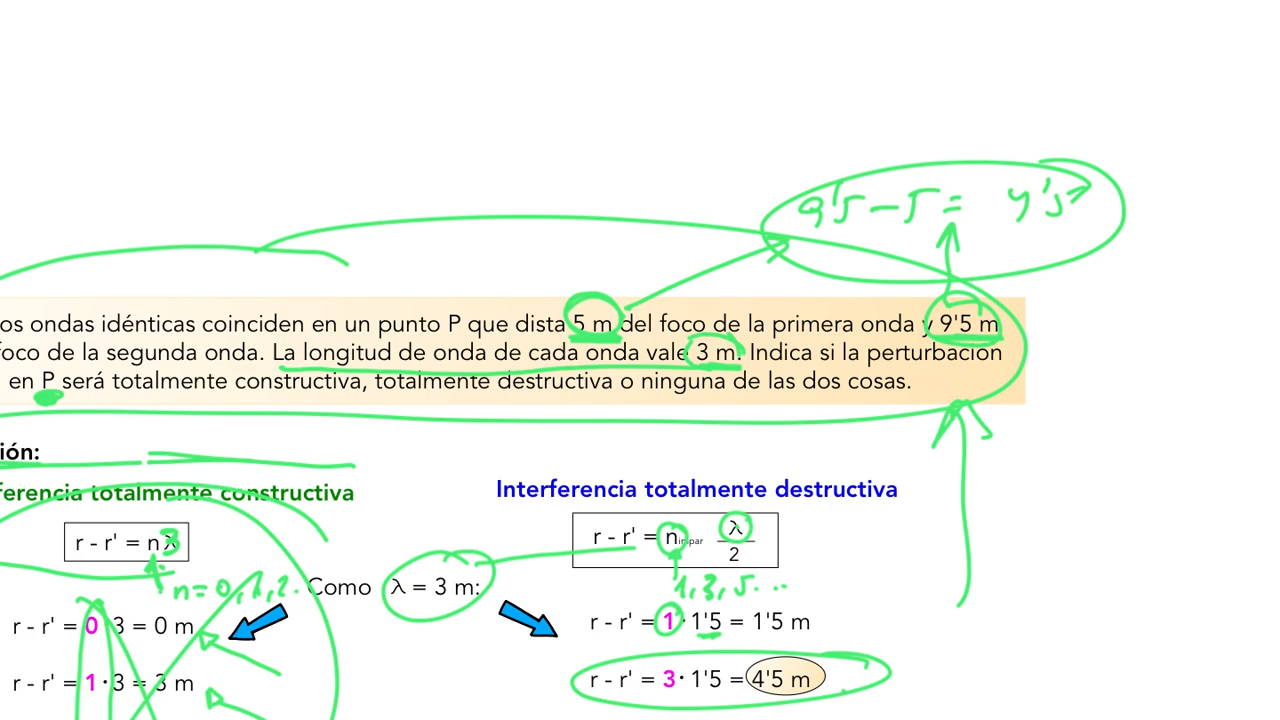 9'5 - 5 = 4'5
os ondas idénticas coinciden en un punto P que dista 5 m del foco de la primera onda y 9'5 m
foco de la segunda onda. La longitud de onda de cada onda vale 3 m. Indica si la perturbación
en P será totalmente constructiva, totalmente destructiva o ninguna de las dos cosas.
ión:
ferencia totalmente constructiva
Interferencia totalmente destructiva
r - r' = nλ
3
r - r' = n impar λ/2
n = 0, 1, 2.
Como λ = 3 m:
1, 3, 5. ...
r - r' = 0 · 3 = 0 m
r - r' = 1 · 1'5 = 1'5 m
r - r' = 1 · 3 = 3 m
r - r' = 3 · 1'5 = 4'5 m